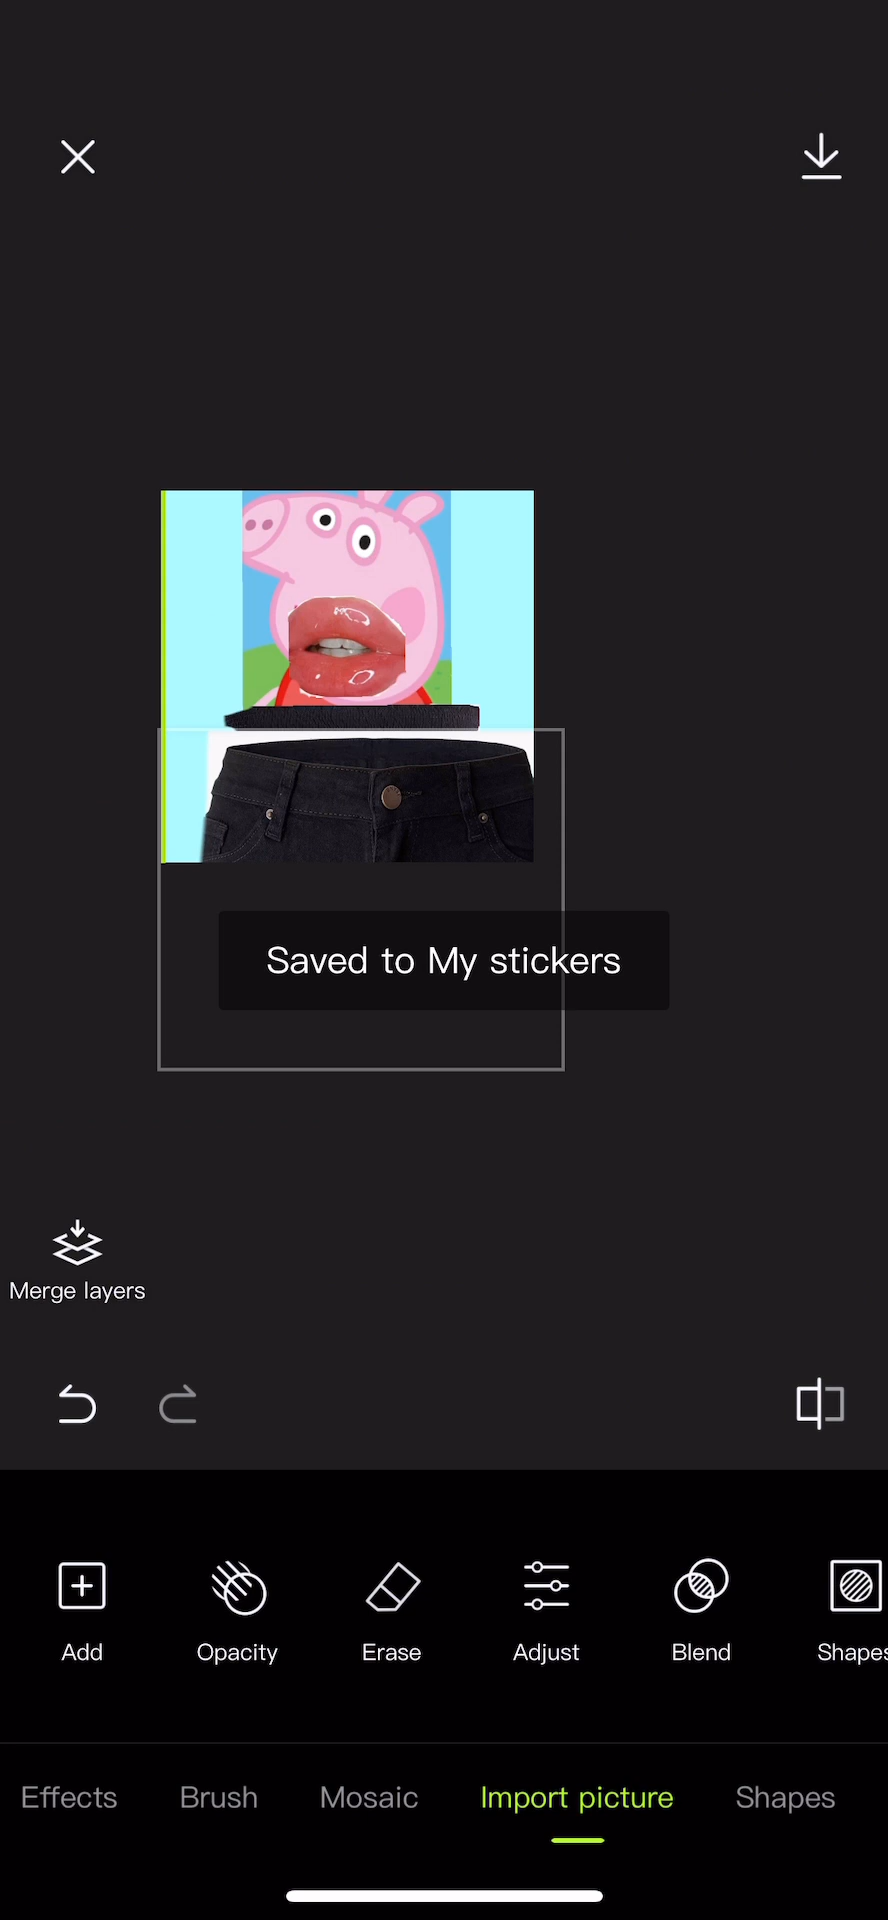 Saved to My stickers
Merge layers
Add
Opacity
Erase
Adjust
Blend
Shapes
Effects
Brush
Mosaic
Import picture
Shapes